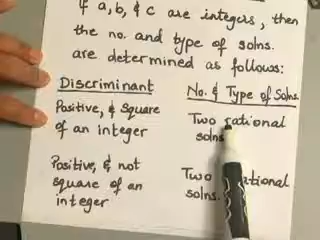 If a, b, & c are integers, then
the no. and type of solns.
are determined as follows:
Discriminant
No. & Type of Solns.
Positive, & Square
of an integer
Two rational
solns
Positive, & not
square of an
integer
Two
solns.